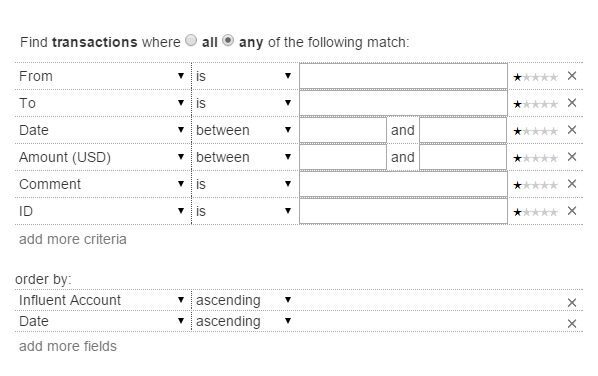 Find transactions where all any of the following match:
From ▼ is ▼ ★★★★★ ×
To ▼ is ▼ ★★★★★ ×
Date ▼ between ▼ and ★★★★★ ×
Amount (USD) ▼ between ▼ and ★★★★★ ×
Comment ▼ is ▼ ★★★★★ ×
ID ▼ is ▼ ★★★★★ ×
add more criteria
order by:
Influent Account ▼ ascending ▼ ×
Date ▼ ascending ▼ ×
add more fields